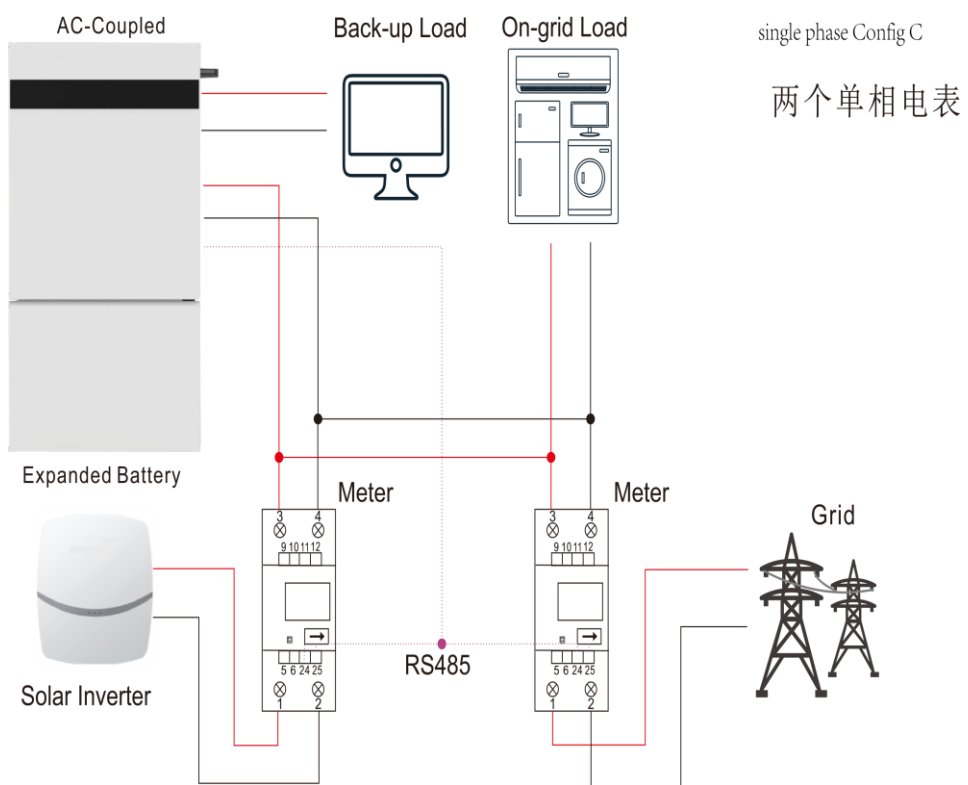 AC-Coupled
Back-up Load
On-grid Load
single phase Config C
两个单相电表
Expanded Battery
Meter
Meter
Grid
3 4
9 10 11 12
3 4
9 10 11 12
→
→
RS485
5 6 24 25
1 2
5 6 24 25
1 2
Solar Inverter